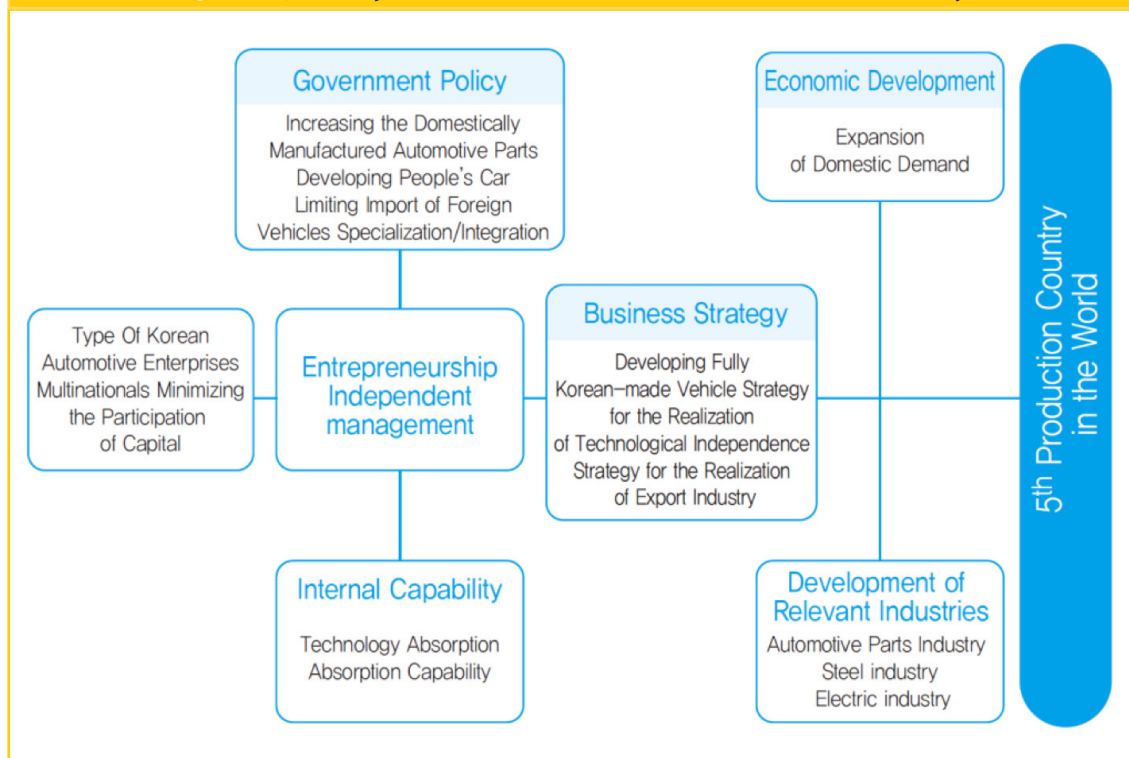 Government Policy
Increasing the Domestically
Manufactured Automotive Parts
Developing People's Car
Limiting Import of Foreign
Vehicles Specialization/Integration
Economic Development
Expansion
of Domestic Demand
Type Of Korean
Automotive Enterprises
Multinationals Minimizing
the Participation
of Capital
Entrepreneurship
Independent
management
Business Strategy
Developing Fully
Korean-made Vehicle Strategy
for the Realization
of Technological Independence
Strategy for the Realization
of Export Industry
Internal Capability
Technology Absorption
Absorption Capability
Development of
Relevant Industries
Automotive Parts Industry
Steel industry
Electric industry
5th Production Country
in the World